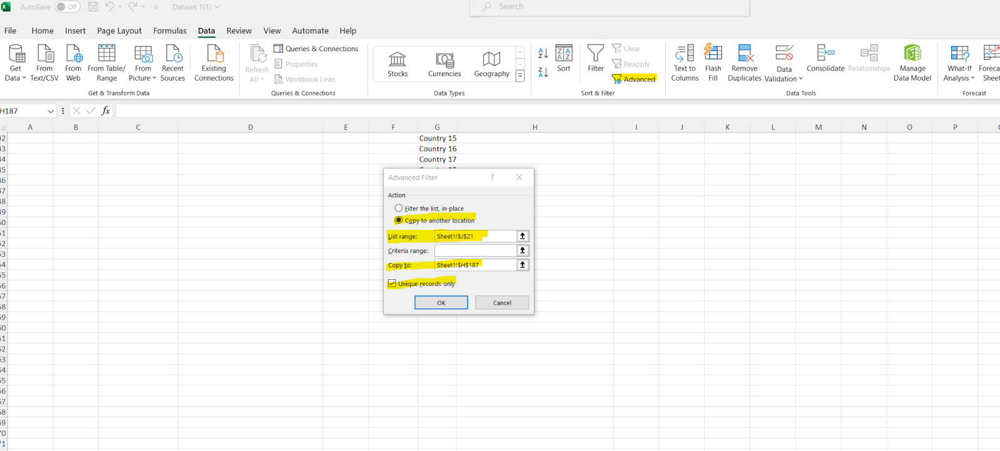 AutoSave Off Dataset 1(1) Search
File Home Insert Page Layout Formulas Data Review View Automate Help
Get Data
From Text/CSV
From Web
From Table/ Range
From Picture
Recent Sources
Existing Connections
Get & Transform Data
Refresh All
Queries & Connections
Properties
Workbook Links
Queries & Connections
Stocks
Currencies
Geography
Data Types
Sort
Filter
Clear
Reapply
Advanced
Sort & Filter
Text to Columns
Flash Fill
Remove Duplicates
Data Validation
Consolidate
Relationships
Manage Data Model
Data Tools
What-If Analysis
Sheet
Forecast
H187 fx
A B C D E F G H I J K L M N O P
Country 15
Country 16
Country 17
Advanced Filter ?
Action
Filter the list, in-place
Copy to another location
List range: Sheet1!$J$21
Criteria range:
Copy to: Sheet1!$H$187
Unique records only
OK Cancel